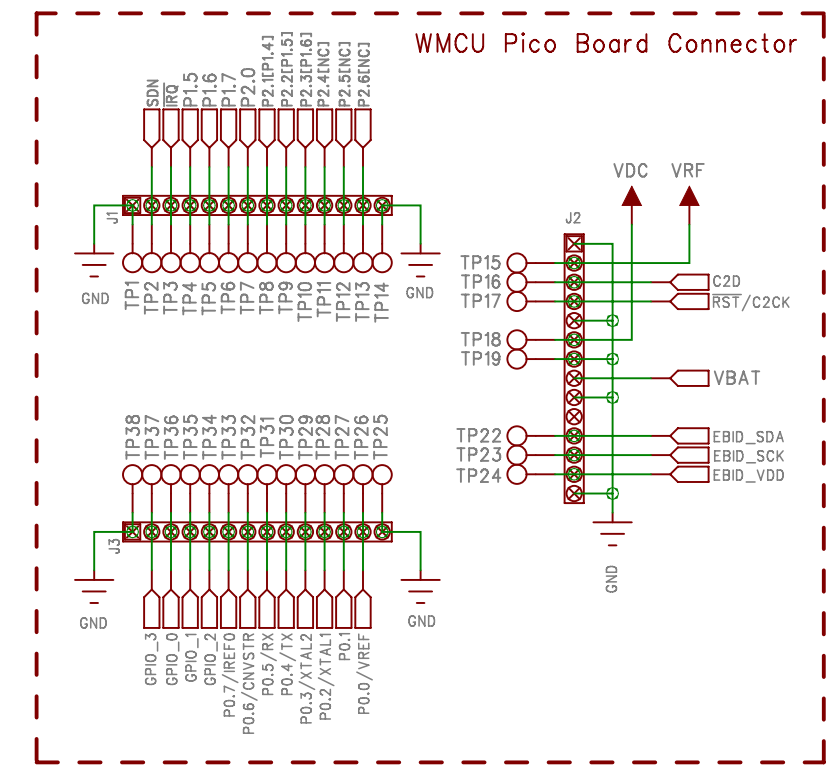 WMCU Pico Board Connector
SDN
IRQ
P1.5
P1.6
P1.7
P2.0
P2.1[P1.4]
P2.2[P1.5]
P2.3[P1.6]
P2.4[NC]
P2.5[NC]
P2.6[NC]
J1
GND
GND
TP1
TP2
TP3
TP4
TP5
TP6
TP7
TP8
TP9
TP10
TP11
TP12
TP13
TP14
VDC
VRF
J2
TP15
TP16
TP17
TP18
TP19
TP22
TP23
TP24
C2D
RST/C2CK
VBAT
EBID_SDA
EBID_SCK
EBID_VDD
GND
TP38
TP37
TP36
TP35
TP34
TP33
TP32
TP31
TP30
TP29
TP28
TP27
TP26
TP25
J3
GND
GND
GPIO_3
GPIO_0
GPIO_1
GPIO_2
P0.7/IREF0
P0.6/CNVSTR
P0.5/RX
P0.4/TX
P0.3/XTAL2
P0.2/XTAL1
P0.1
P0.0/VREF